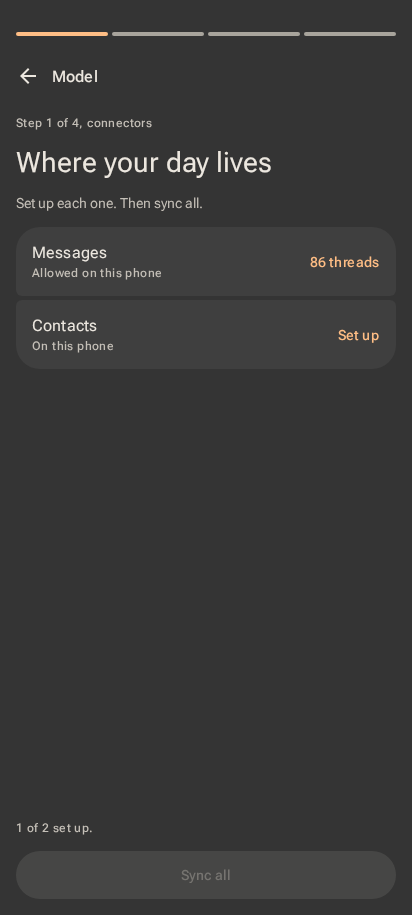 Model
Step 1 of 4, connectors
Where your day lives
Set up each one. Then sync all.
Messages
Allowed on this phone
86 threads
Contacts
On this phone
Set up
1 of 2 set up.
Sync all